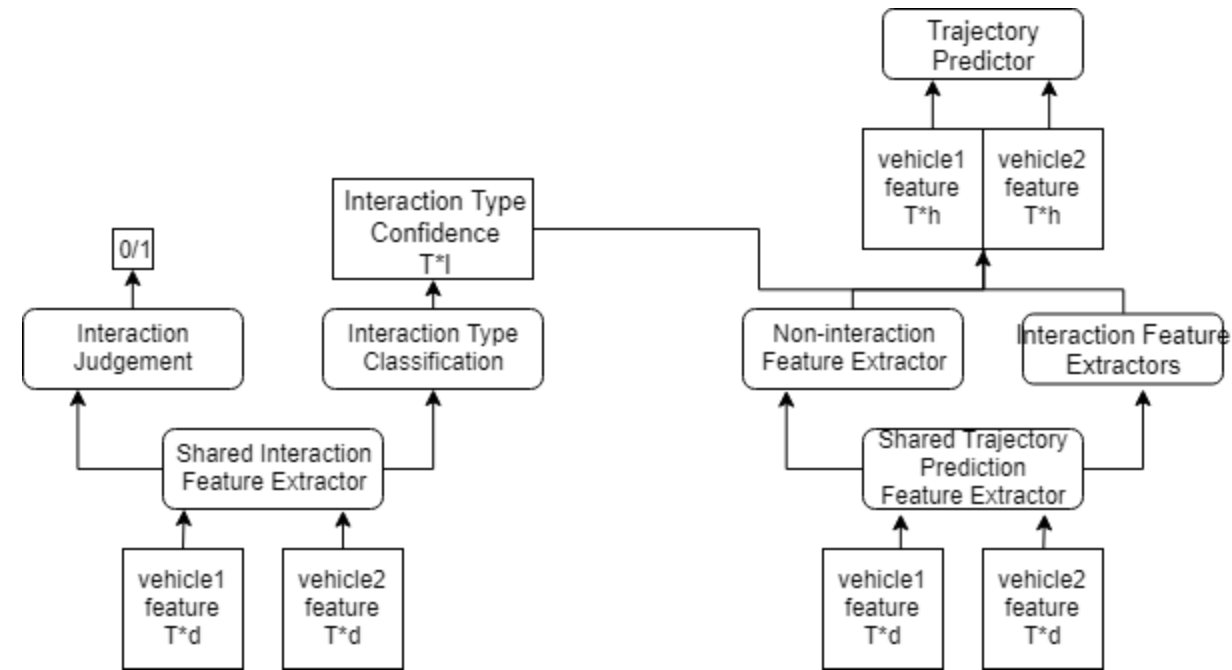 Trajectory
Predictor
vehicle1
feature
T*h
vehicle2
feature
T*h
Interaction Type
Confidence
T*l
0/1
Interaction
Judgement
Interaction Type
Classification
Non-interaction
Feature Extractor
Interaction Feature
Extractors
Shared Interaction
Feature Extractor
Shared Trajectory
Prediction
Feature Extractor
vehicle1
feature
T*d
vehicle2
feature
T*d
vehicle1
feature
T*d
vehicle2
feature
T*d